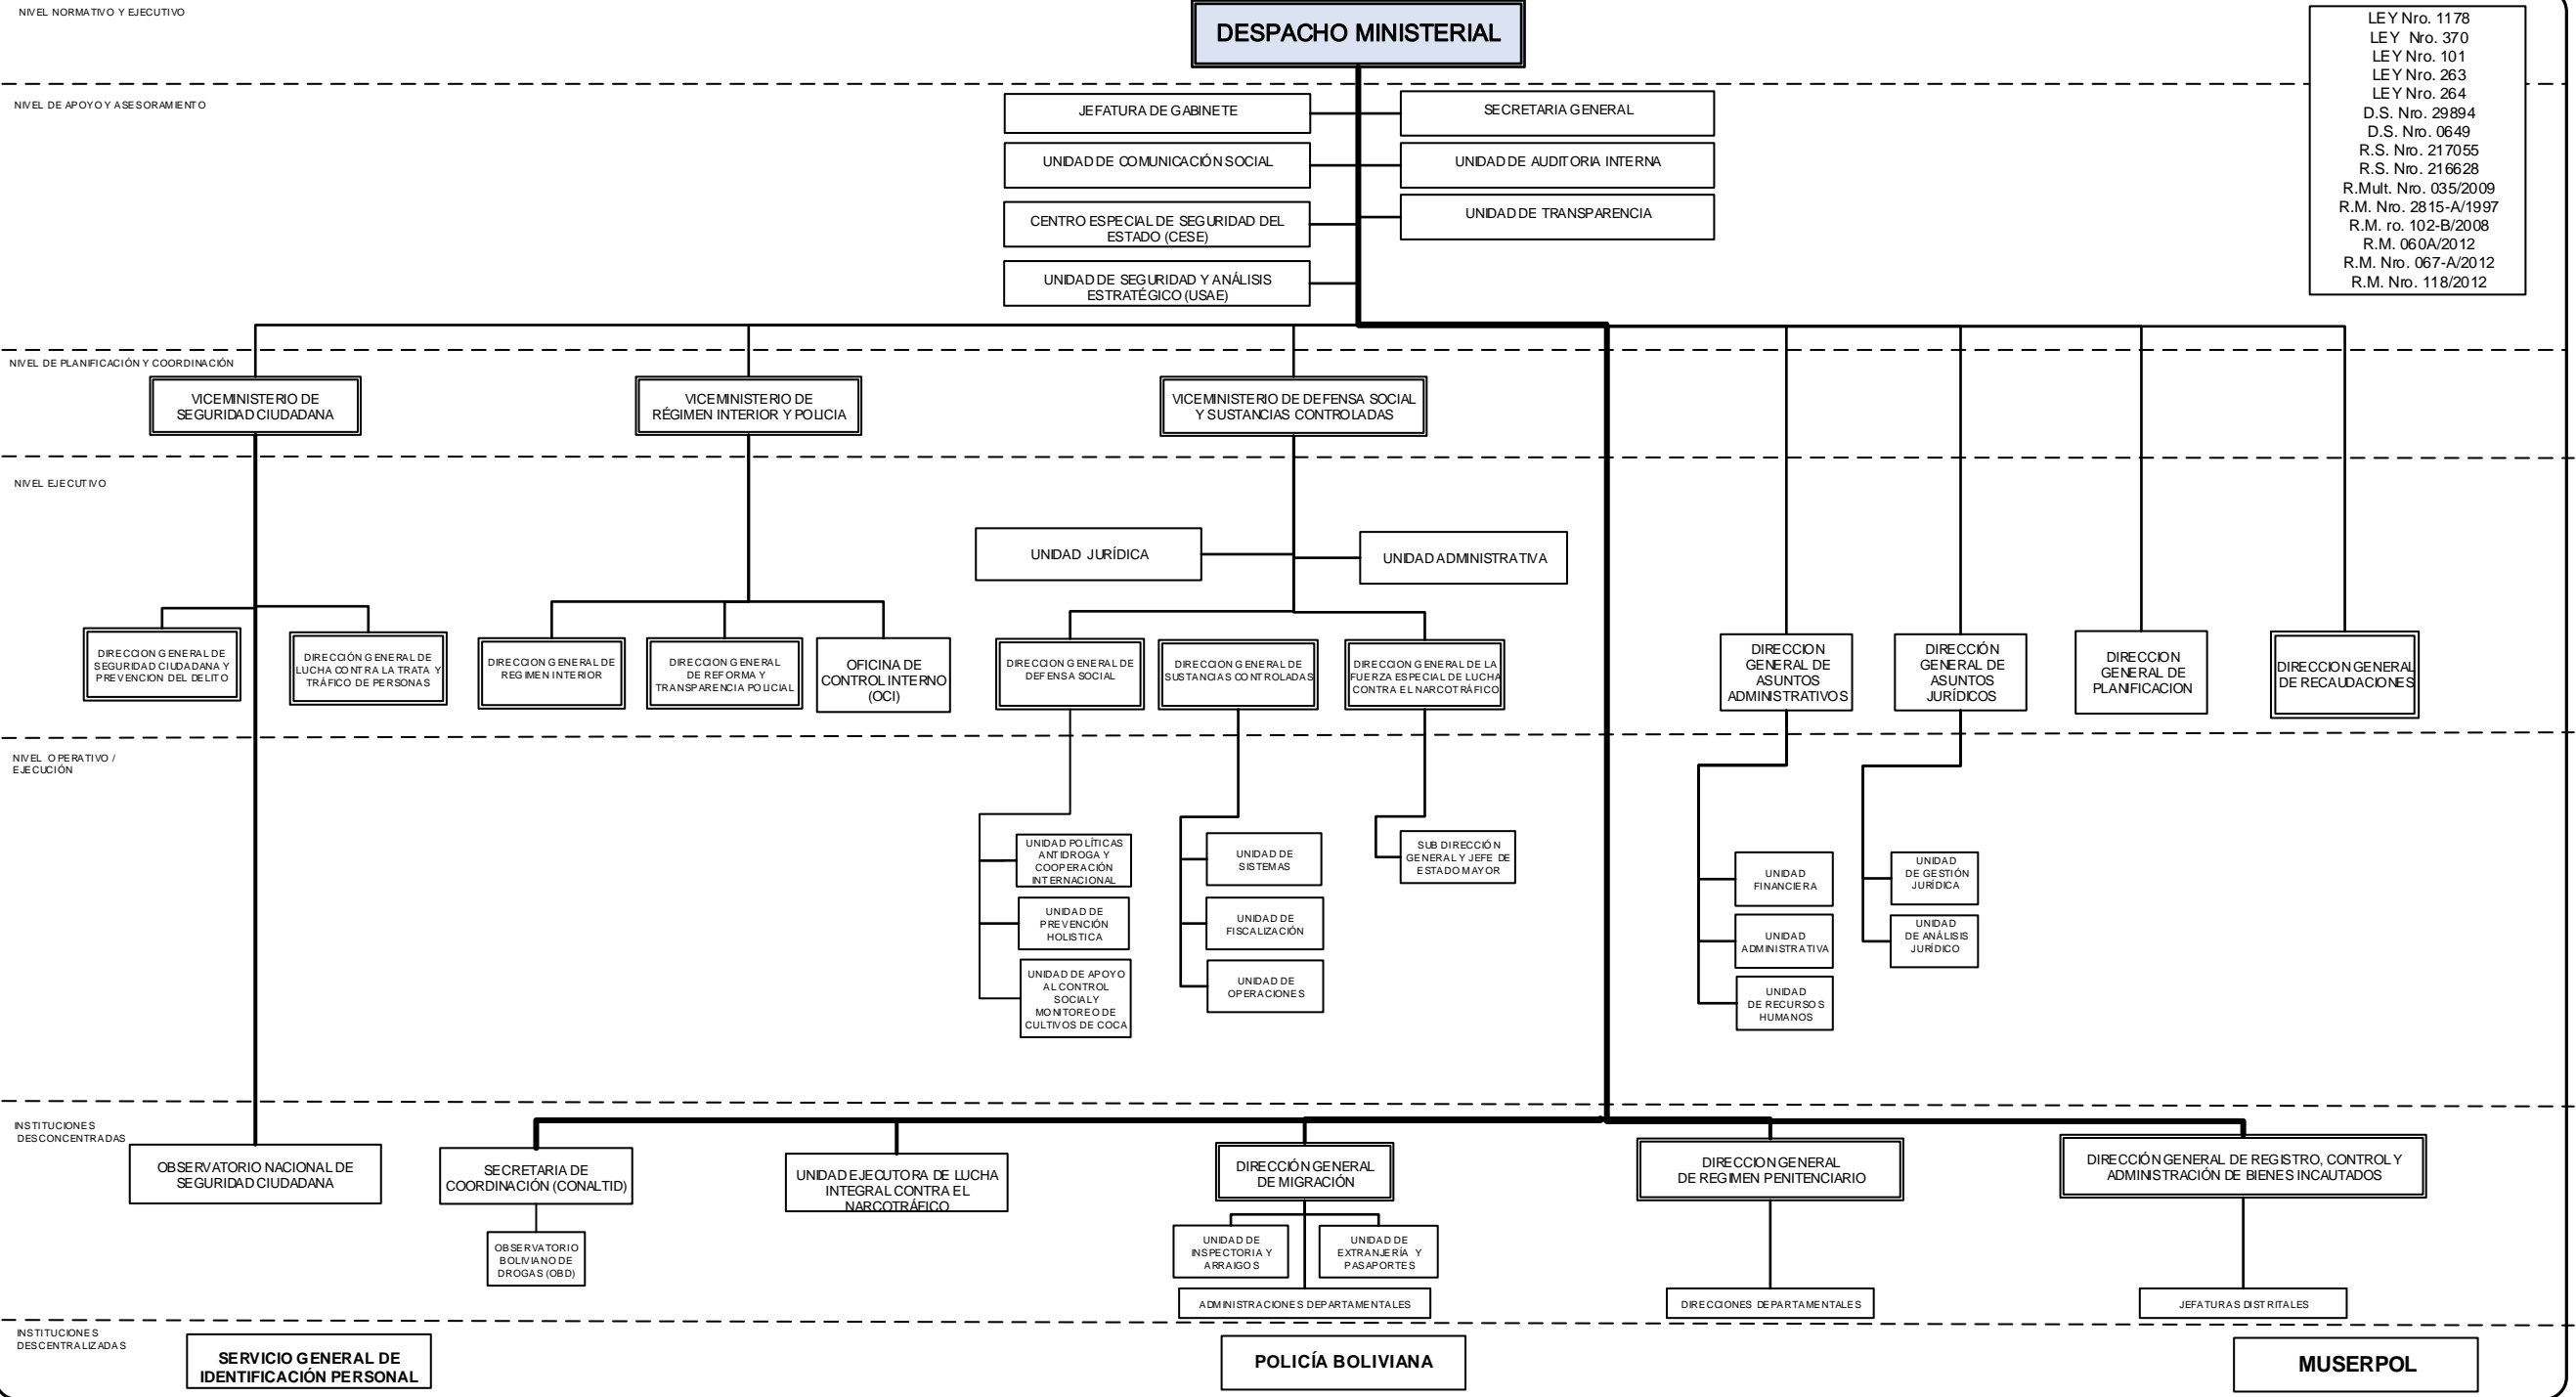 NIVEL NORMATIVO Y EJECUTIVO
DESPACHO MINISTERIAL
LEY Nro. 1178
LEY Nro. 370
LEY Nro. 101
LEY Nro. 263
LEY Nro. 264
D.S. Nro. 29894
D.S. Nro. 0649
R.S. Nro. 217055
R.S. Nro. 216628
R.Mult. Nro. 035/2009
R.M. Nro. 2815-A/1997
R.M. ro. 102-B/2008
R.M. 060A/2012
R.M. Nro. 067-A/2012
R.M. Nro. 118/2012
NIVEL DE APOYO Y ASESORAMIENTO
JEFATURA DE GABINETE
SECRETARIA GENERAL
UNIDAD DE COMUNICACIÓN SOCIAL
UNIDAD DE AUDITORIA INTERNA
CENTRO ESPECIAL DE SEGURIDAD DEL
ESTADO (CESE)
UNIDAD DE TRANSPARENCIA
UNIDAD DE SEGURIDAD Y ANÁLISIS
ESTRATÉGICO (USAE)
NIVEL DE PLANIFICACIÓN Y COORDINACIÓN
VICEMINISTERIO DE
SEGURIDAD CIUDADANA
VICEMINISTERIO DE
RÉGIMEN INTERIOR Y POLICIA
VICEMINISTERIO DE DEFENSA SOCIAL
Y SUSTANCIAS CONTROLADAS
NIVEL EJECUTIVO
UNIDAD JURÍDICA
UNIDAD ADMINISTRATIVA
DIRECCION GENERAL DE
SEGURIDAD CIUDADANA Y
PREVENCION DEL DELITO
DIRECCIÓN GENERAL DE
LUCHA CONTRA LA TRATA Y
TRÁFICO DE PERSONAS
DIRECCION GENERAL DE
REGIMEN INTERIOR
DIRECCION GENERAL
DE REFORMA Y
TRANSPARENCIA POLICIAL
OFICINA DE
CONTROL INTERNO
(OCI)
DIRECCION GENERAL DE
DEFENSA SOCIAL
DIRECCION GENERAL DE
SUSTANCIAS CONTROLADAS
DIRECCION GENERAL DE LA
FUERZA ESPECIAL DE LUCHA
CONTRA EL NARCOTRÁFICO
DIRECCION
GENERAL DE
ASUNTOS
ADMINISTRATIVOS
DIRECCIÓN
GENERAL DE
ASUNTOS
JURÍDICOS
DIRECCION
GENERAL DE
PLANIFICACION
DIRECCION GENERAL
DE RECAUDACIONES
NIVEL OPERATIVO /
EJECUCIÓN
UNIDAD POLÍTICAS
ANTIDROGA Y
COOPERACIÓN
INTERNACIONAL
UNIDAD DE
PREVENCIÓN
HOLISTICA
UNIDAD DE APOYO
AL CONTROL
SOCIAL Y
MONITOREO DE
CULTIVOS DE COCA
UNIDAD DE
SISTEMAS
UNIDAD DE
FISCALIZACIÓN
UNIDAD DE
OPERACIONES
SUB DIRECCIÓN
GENERAL Y JEFE DE
ESTADO MAYOR
UNIDAD
FINANCIERA
UNIDAD
ADMINISTRATIVA
UNIDAD
DE RECURSOS
HUMANOS
UNIDAD
DE GESTIÓN
JURÍDICA
UNIDAD
DE ANÁLISIS
JURÍDICO
INSTITUCIONES
DESCONCENTRADAS
OBSERVATORIO NACIONAL DE
SEGURIDAD CIUDADANA
SECRETARIA DE
COORDINACIÓN (CONALTID)
OBSERVATORIO
BOLIVIANO DE
DROGAS (OBD)
UNIDAD EJECUTORA DE LUCHA
INTEGRAL CONTRA EL
NARCOTRÁFICO
DIRECCIÓN GENERAL
DE MIGRACIÓN
UNIDAD DE
INSPECTORIA Y
ARRAIGOS
UNIDAD DE
EXTRANJERÍA Y
PASAPORTES
ADMINISTRACIONES DEPARTAMENTALES
DIRECCION GENERAL
DE REGIMEN PENITENCIARIO
DIRECCIONES DEPARTAMENTALES
DIRECCIÓN GENERAL DE REGISTRO, CONTROL Y
ADMINISTRACIÓN DE BIENES INCAUTADOS
JEFATURAS DISTRITALES
INSTITUCIONES
DESCENTRALIZADAS
SERVICIO GENERAL DE
IDENTIFICACIÓN PERSONAL
POLICÍA BOLIVIANA
MUSERPOL